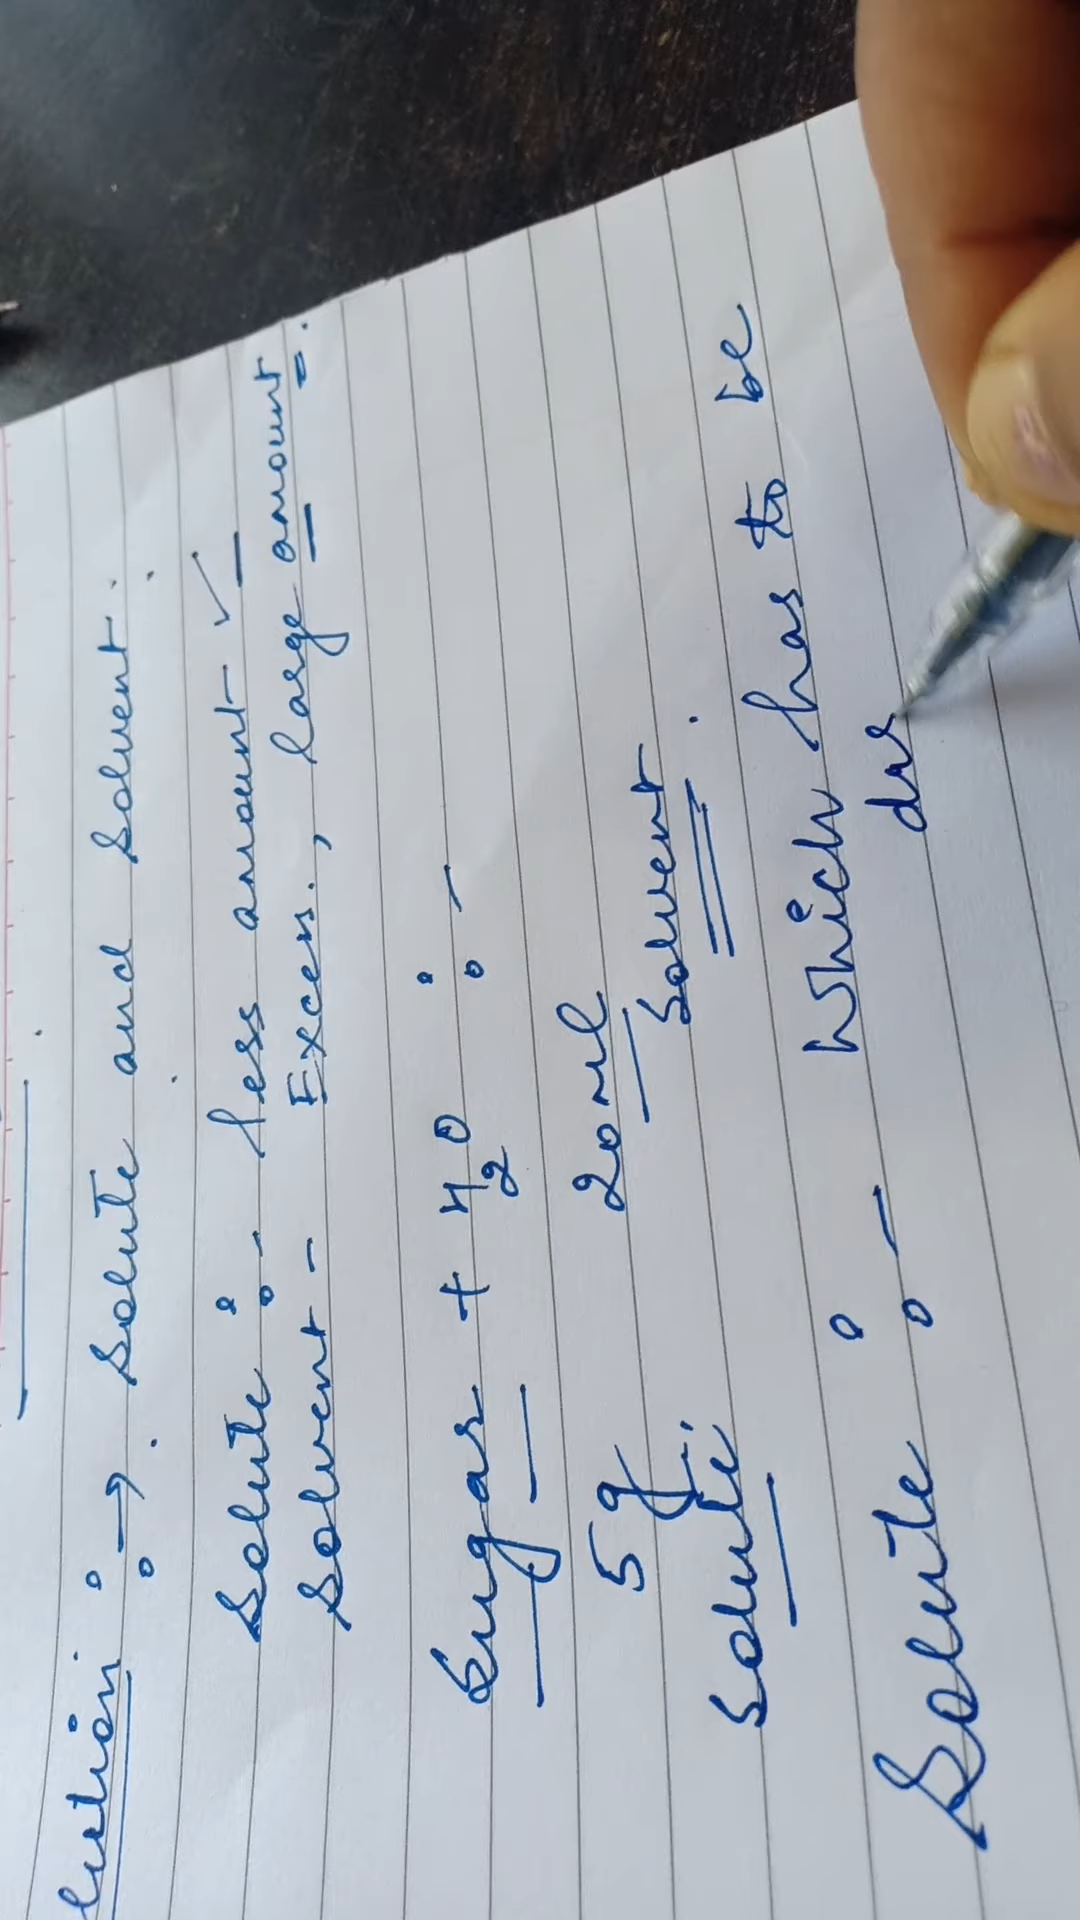 lution :→ Solute and Solvent.
Solute :- less amount- ✓
Solvent - Excess., large amount.
Sugar + H2O :-
5g 20ml
Solute. Solvent.
Solute :- Which has to be